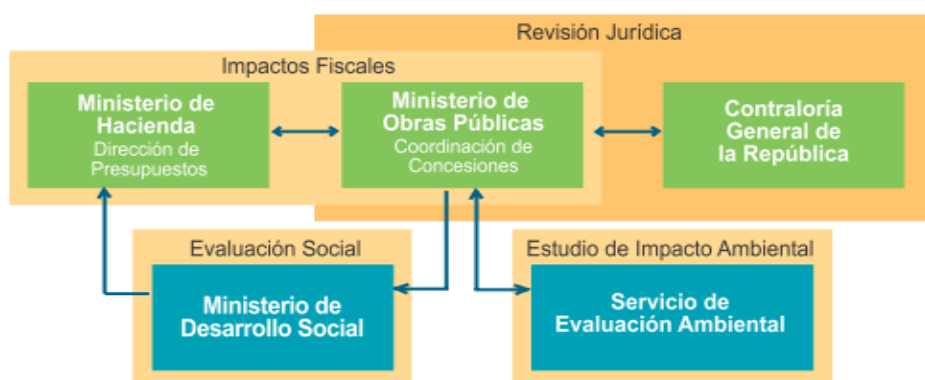 Revisión Jurídica
Impactos Fiscales
Ministerio de
Hacienda
Dirección de
Presupuestos
Ministerio de
Obras Públicas
Coordinación de
Concesiones
Contraloría
General de
la República
Evaluación Social
Ministerio de
Desarrollo Social
Estudio de Impacto Ambiental
Servicio de
Evaluación Ambiental